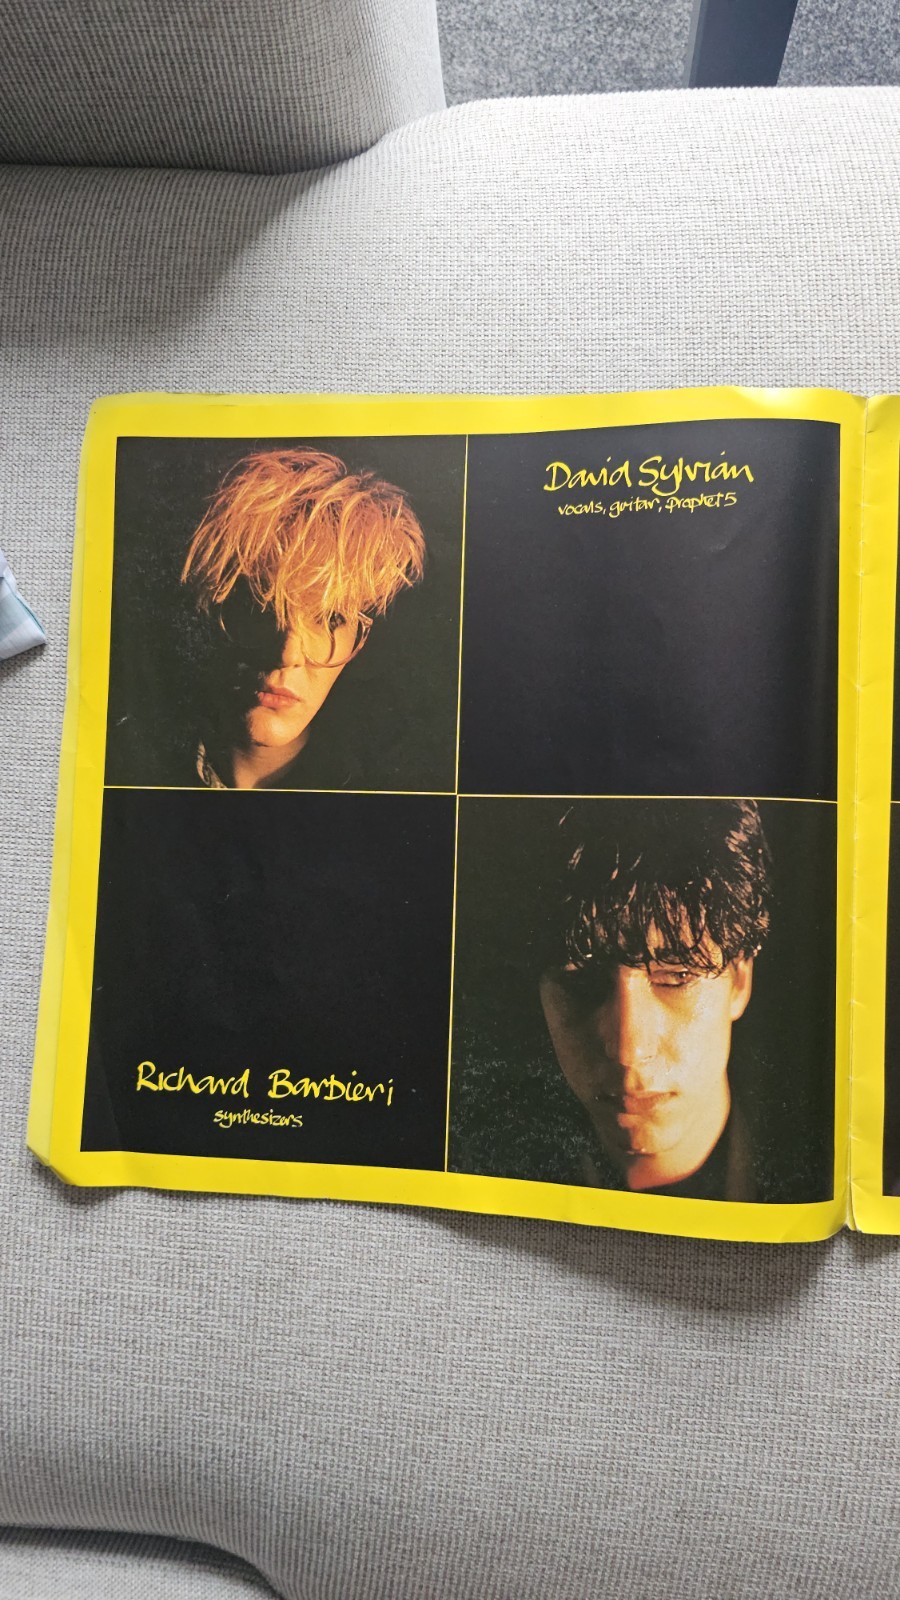 David Sylvian
vocals, guitar, Prophet 5
Richard Barbieri
synthesizers